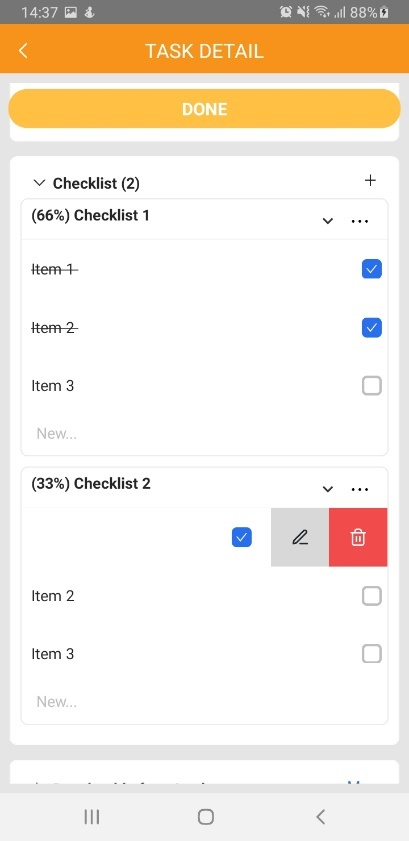 14:37 88%
TASK DETAIL
DONE
Checklist (2)
(66%) Checklist 1
Item 1
Item 2
Item 3
New...
(33%) Checklist 2
Item 2
Item 3
New...